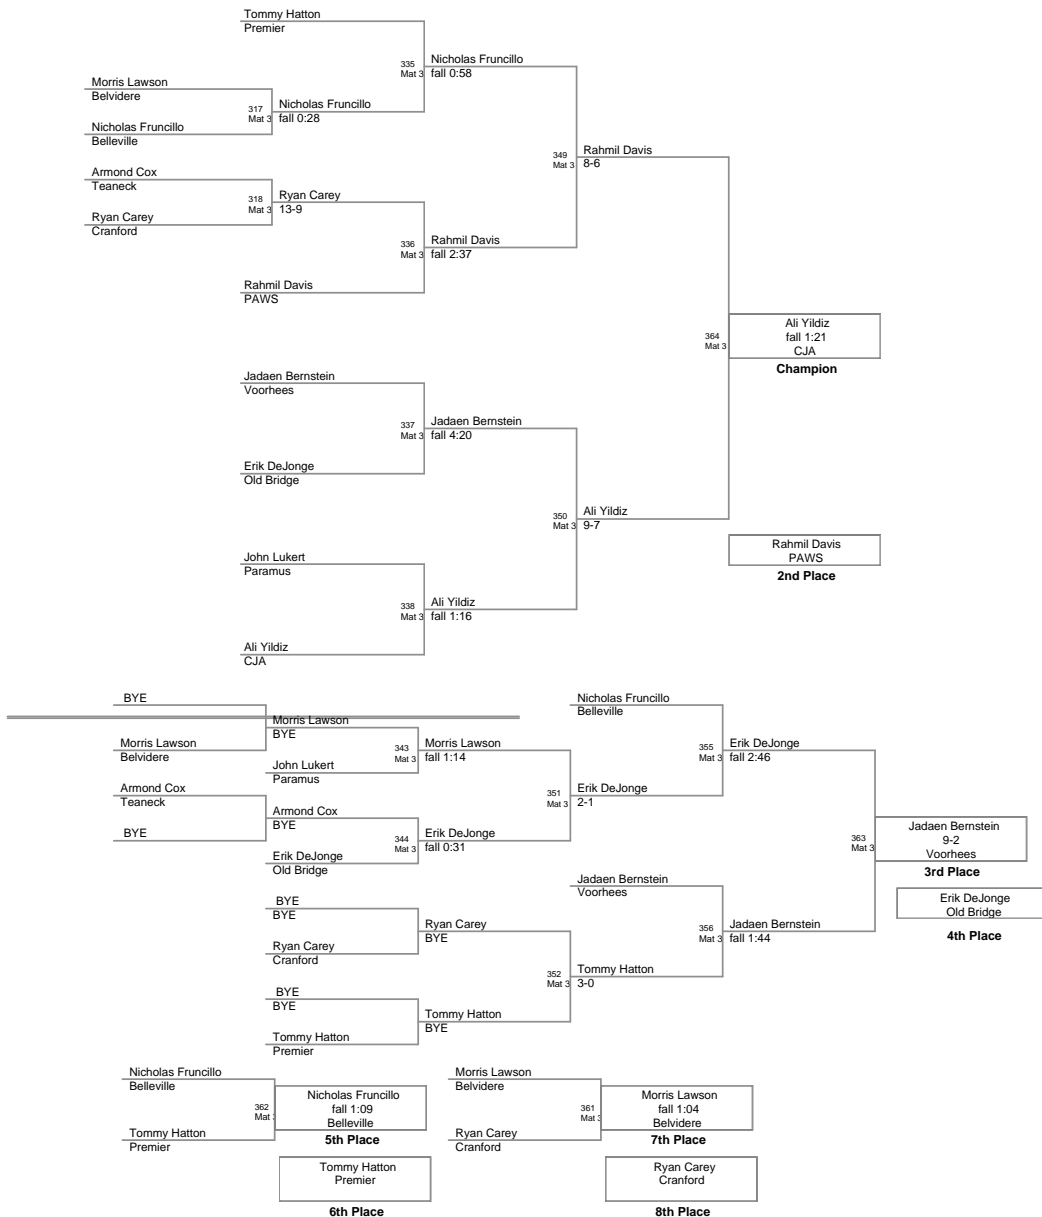 Tommy Hatton
Premier
335
Mat 3
Nicholas Fruncillo
fall 0:58
Morris Lawson
Belvidere
317
Mat 3
Nicholas Fruncillo
fall 0:28
Nicholas Fruncillo
Belleville
349
Mat 3
Rahmil Davis
8-6
Armond Cox
Teaneck
318
Mat 3
Ryan Carey
13-9
Ryan Carey
Cranford
336
Mat 3
Rahmil Davis
fall 2:37
Rahmil Davis
PAWS
364
Mat 3
Ali Yildiz
fall 1:21
CJA
Champion
Jadaen Bernstein
Voorhees
337
Mat 3
Jadaen Bernstein
fall 4:20
Erik DeJonge
Old Bridge
350
Mat 3
Ali Yildiz
9-7
Rahmil Davis
PAWS
2nd Place
John Lukert
Paramus
338
Mat 3
Ali Yildiz
fall 1:16
Ali Yildiz
CJA
BYE
Morris Lawson
BYE
Morris Lawson
Belvidere
343
Mat 3
Morris Lawson
fall 1:14
John Lukert
Paramus
Armond Cox
Teaneck
Armond Cox
BYE
BYE
344
Mat 3
Erik DeJonge
fall 0:31
Erik DeJonge
Old Bridge
351
Mat 3
Erik DeJonge
2-1
Nicholas Fruncillo
Belleville
355
Mat 3
Erik DeJonge
fall 2:46
363
Mat 3
Jadaen Bernstein
9-2
Voorhees
3rd Place
Erik DeJonge
Old Bridge
4th Place
Jadaen Bernstein
Voorhees
356
Mat 3
Jadaen Bernstein
fall 1:44
BYE
BYE
Ryan Carey
BYE
Ryan Carey
Cranford
352
Mat 3
Tommy Hatton
3-0
BYE
BYE
Tommy Hatton
BYE
Tommy Hatton
Premier
Nicholas Fruncillo
Belleville
362
Mat 3
Nicholas Fruncillo
fall 1:09
Belleville
5th Place
Tommy Hatton
Premier
Tommy Hatton
Premier
6th Place
Morris Lawson
Belvidere
361
Mat 3
Morris Lawson
fall 1:04
Belvidere
7th Place
Ryan Carey
Cranford
Ryan Carey
Cranford
8th Place